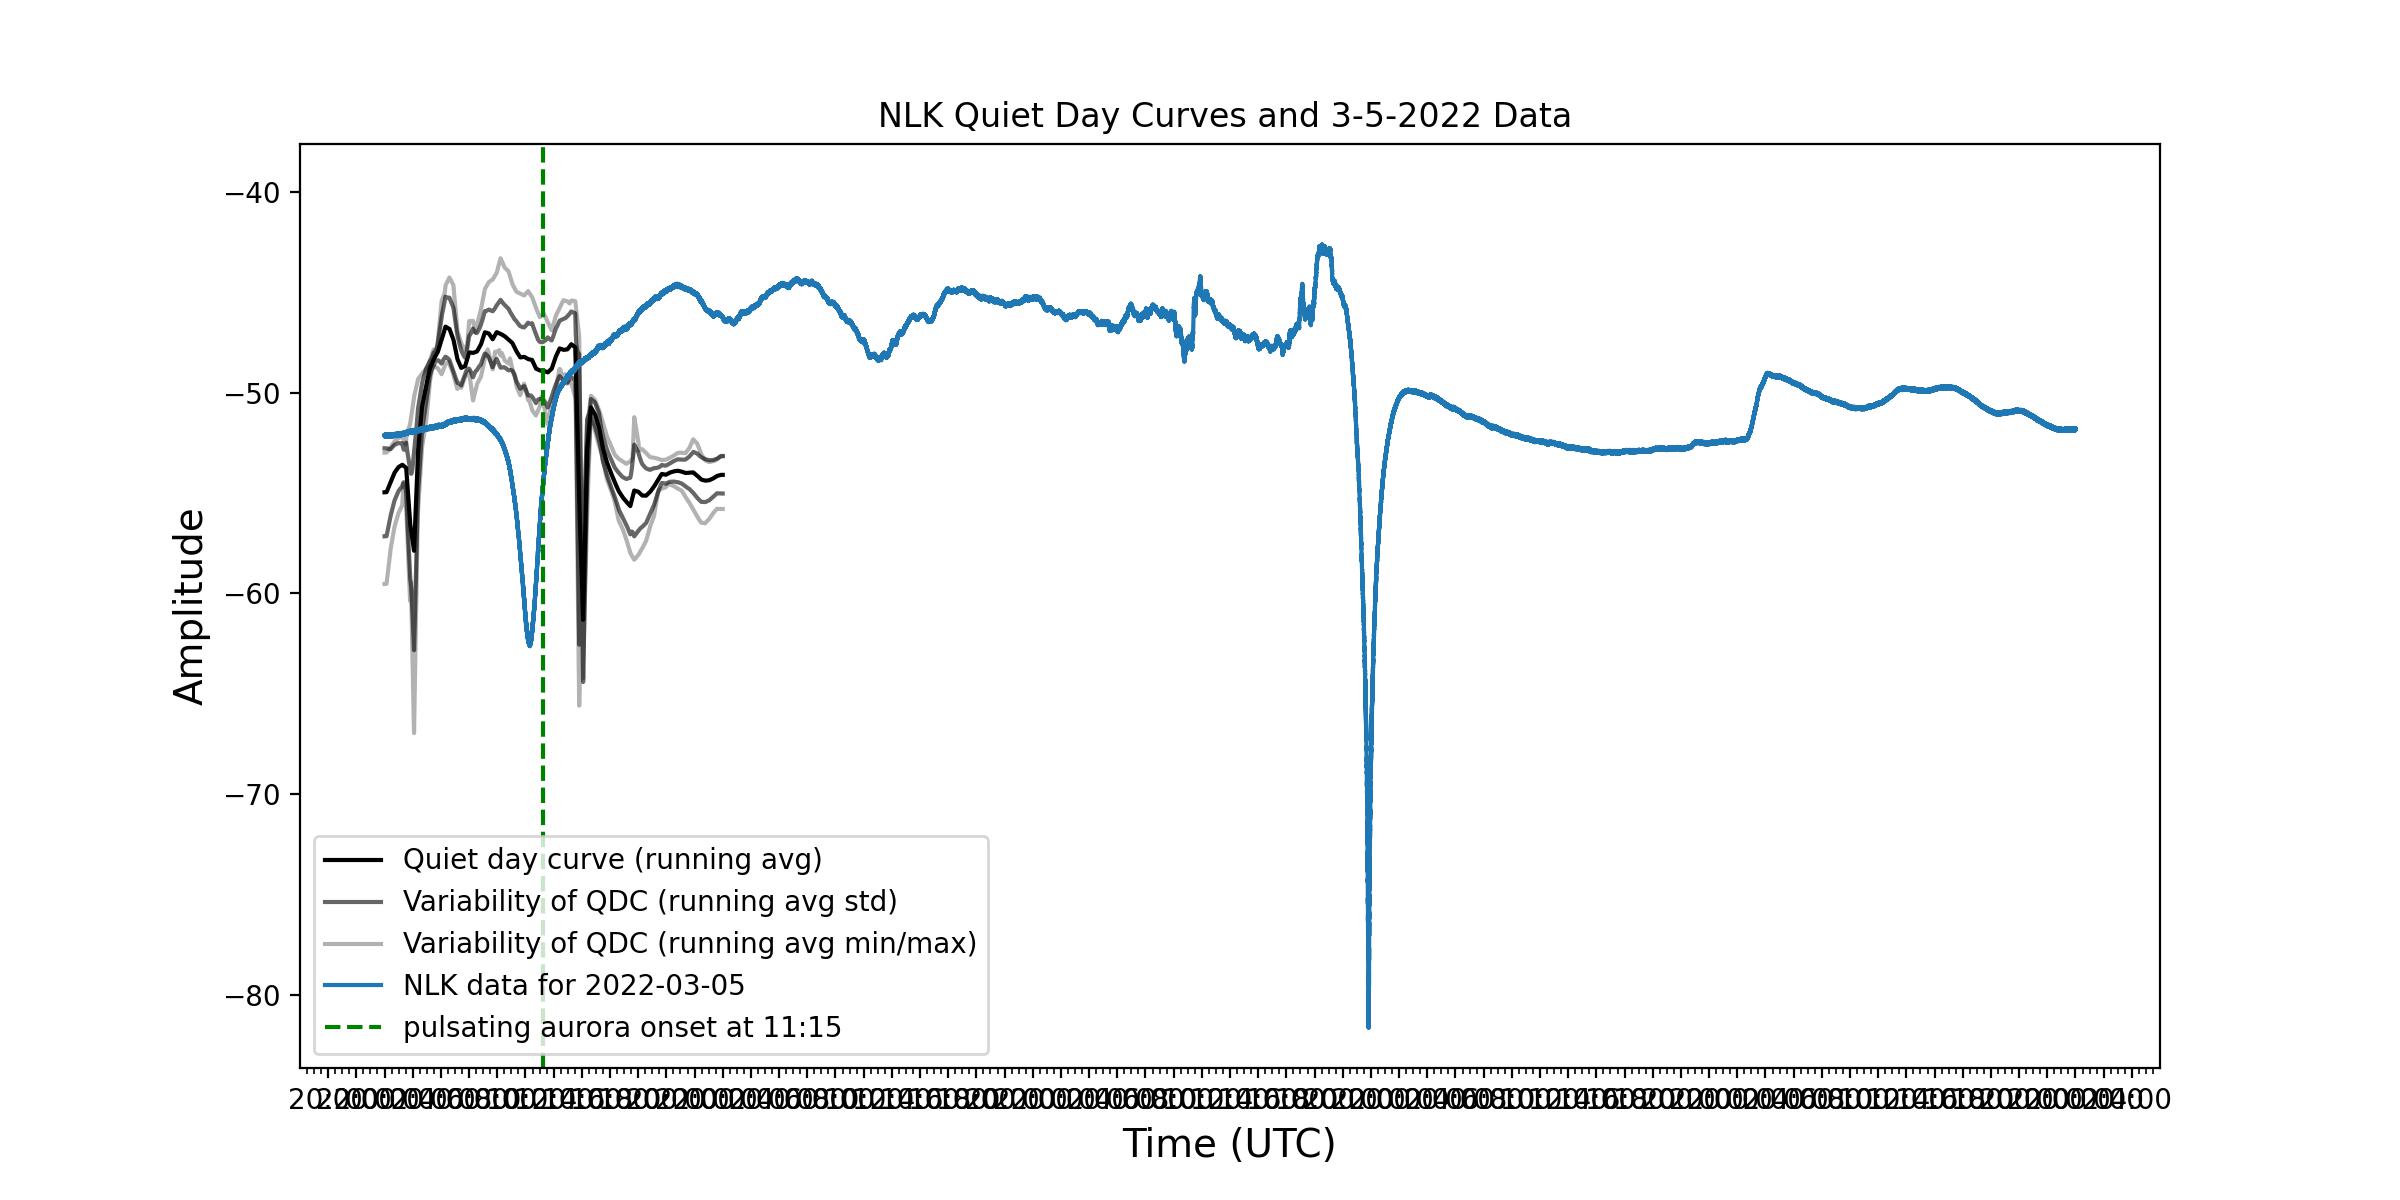 NLK Quiet Day Curves and 3-5-2022 Data
−40
−50
−60
−70
−80
Amplitude
Quiet day curve (running avg)
Variability of QDC (running avg std)
Variability of QDC (running avg min/max)
NLK data for 2022-03-05
pulsating aurora onset at 11:15
Time (UTC)